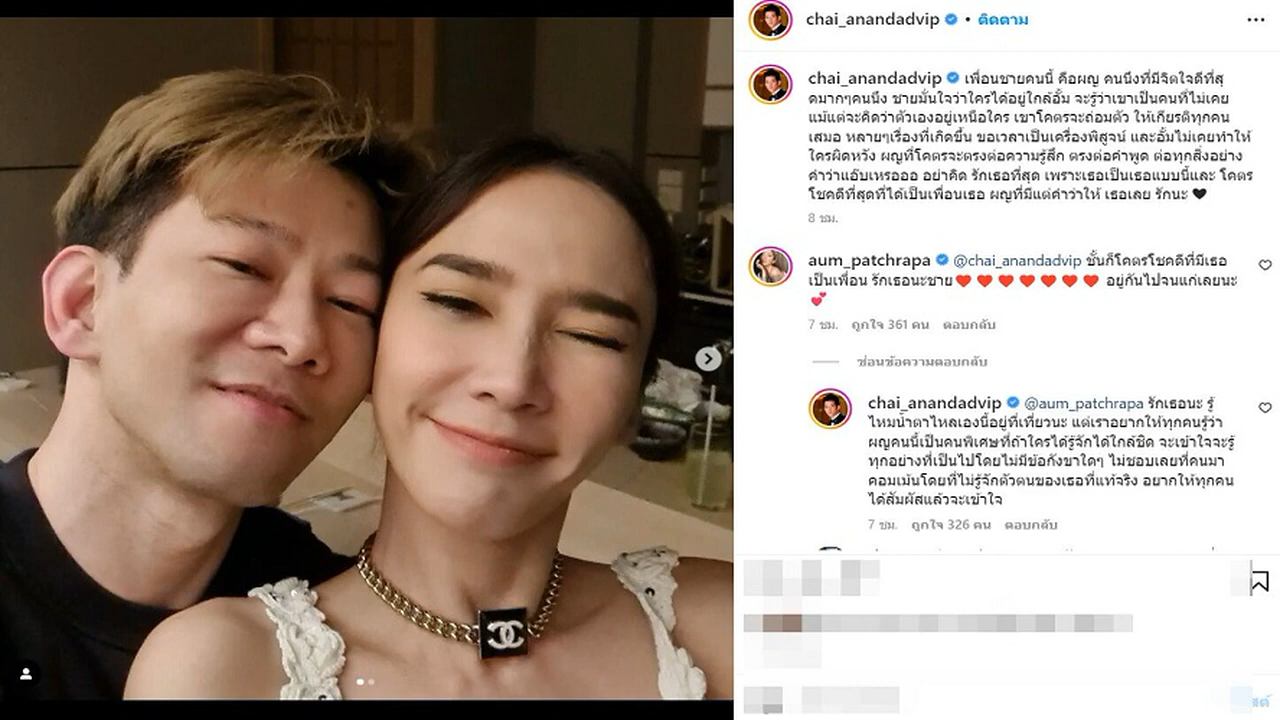 chai_anandadvip • ติดตาม
chai_anandadvip เพื่อนชายคนนี้ คือผญ คนนึงที่มีจิตใจดีที่สุ
ดมากๆคนนึง ชายมั่นใจว่าใครได้อยู่ใกล้อั้ม จะรู้ว่าเขาเป็นคนที่ไม่เคย
แม้แต่จะคิดว่าตัวเองอยู่เหนือใคร เขาโคตรจะถ่อมตัว ให้เกียรติทุกคน
เสมอ หลายๆเรื่องที่เกิดขึ้น ขอเวลาเป็นเครื่องพิสูจน์ และอั้มไม่เคยทำให้
ใครผิดหวัง ผญที่โคตรจะตรงต่อความรู้สึก ตรงต่อคำพูด ต่อทุกสิ่งอย่าง
คำว่าแอ๊บเหรอออ อย่าคิด รักเธอที่สุด เพราะเธอเป็นเธอแบบนี้และ โคตร
โชคดีที่สุดที่ได้เป็นเพื่อนเธอ ผญที่มีแต่คำว่าให้ เธอเลย รักนะ 🖤
8 ชม.
aum_patchrapa @chai_anandadvip ชั้นก็โคตรโชคดีที่มีเธอ
เป็นเพื่อน รักเธอนะชาย❤️❤️❤️❤️❤️❤️❤️ อยู่กันไปจนแก่เลยนะ
💕
7 ชม. ถูกใจ 361 คน ตอบกลับ
ซ่อนข้อความตอบกลับ
chai_anandadvip @aum_patchrapa รักเธอนะ รู้
ไหมน้ำตาไหลเองนี้อยู่ที่เที่ยวนะ แต่เราอยากให้ทุกคนรู้ว่า
ผญคนนี้เป็นคนพิเศษที่ถ้าใครได้รู้จักได้ใกล้ชิด จะเข้าใจจะรู้
ทุกอย่างที่เป็นไปโดยไม่มีข้อกังขาใดๆ ไม่ชอบเลยที่คนมา
คอมเม้นโดยที่ไม่รู้จักตัวตนของเธอที่แท้จริง อยากให้ทุกคน
ได้สัมผัสแล้วจะเข้าใจ
7 ชม. ถูกใจ 326 คน ตอบกลับ